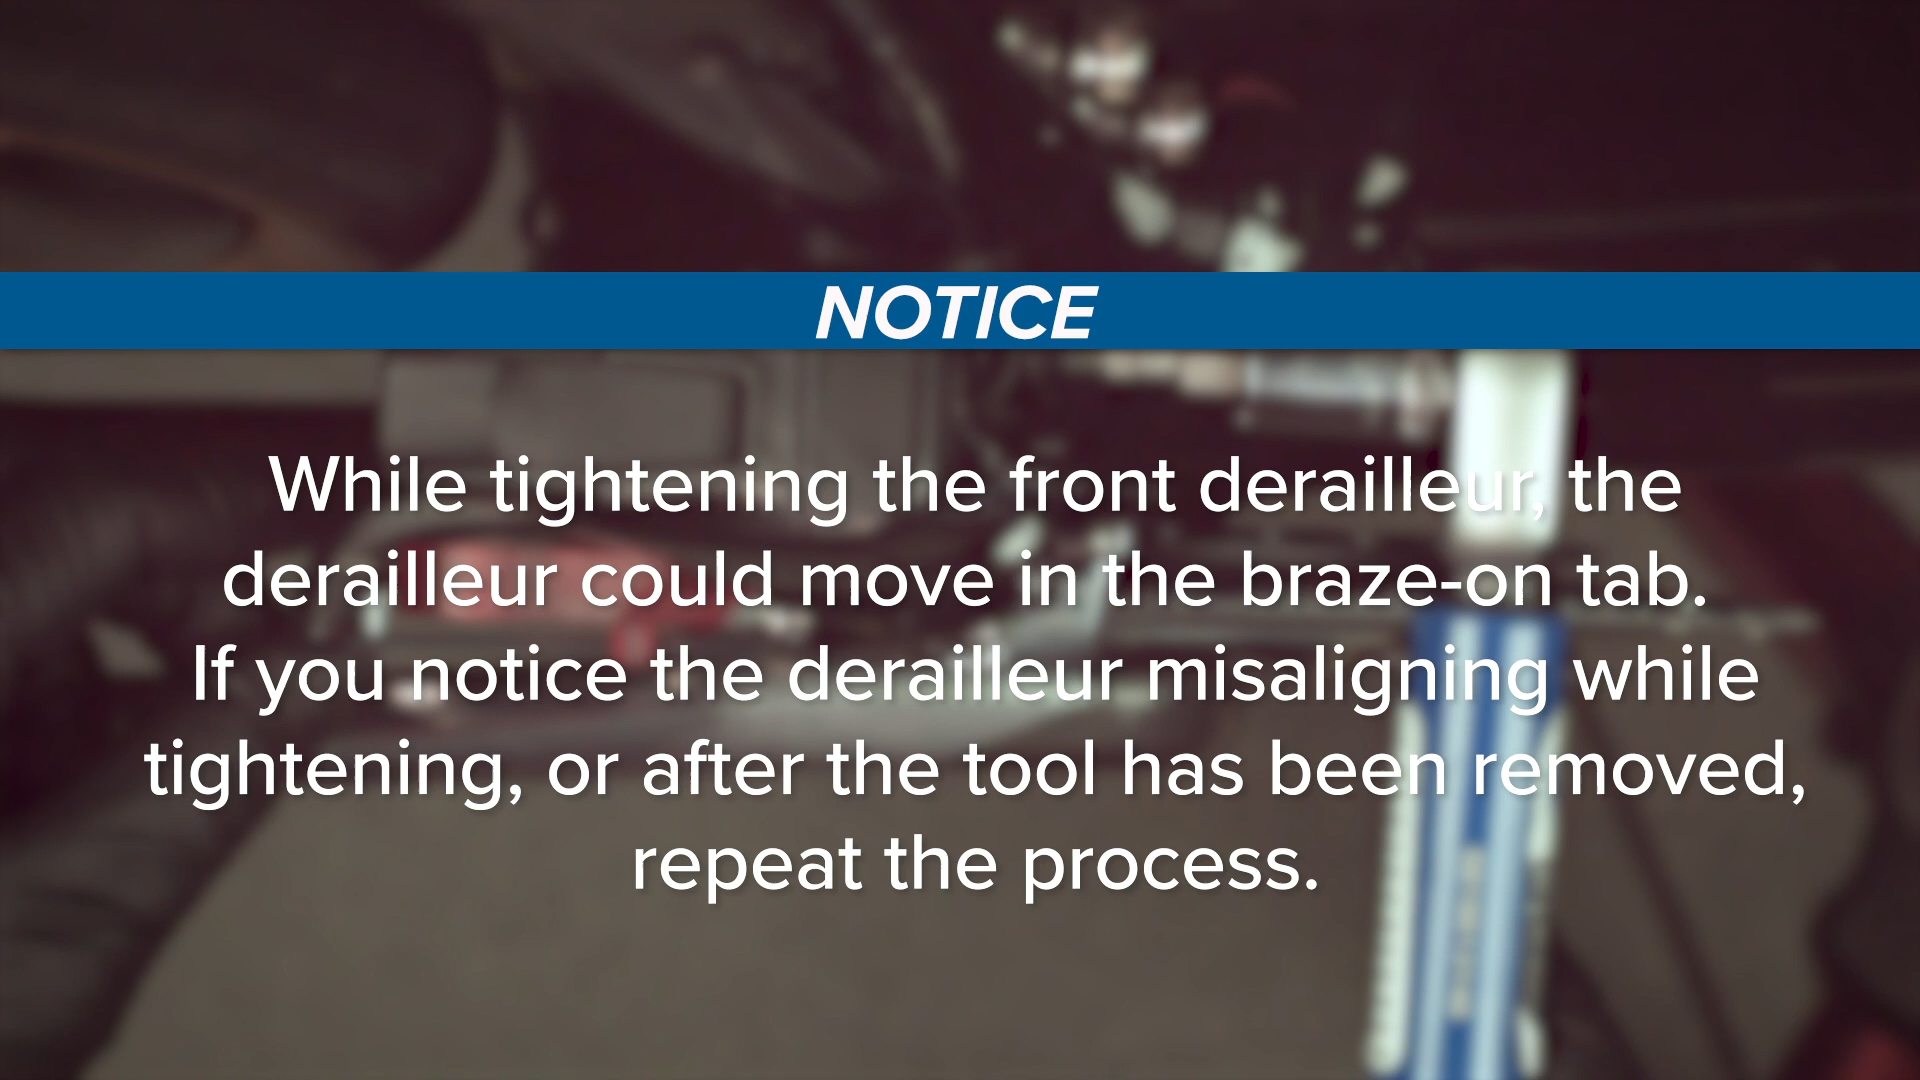 NOTICE
While tightening the front derailleur, the
derailleur could move in the braze-on tab.
If you notice the derailleur misaligning while
tightening, or after the tool has been removed,
repeat the process.